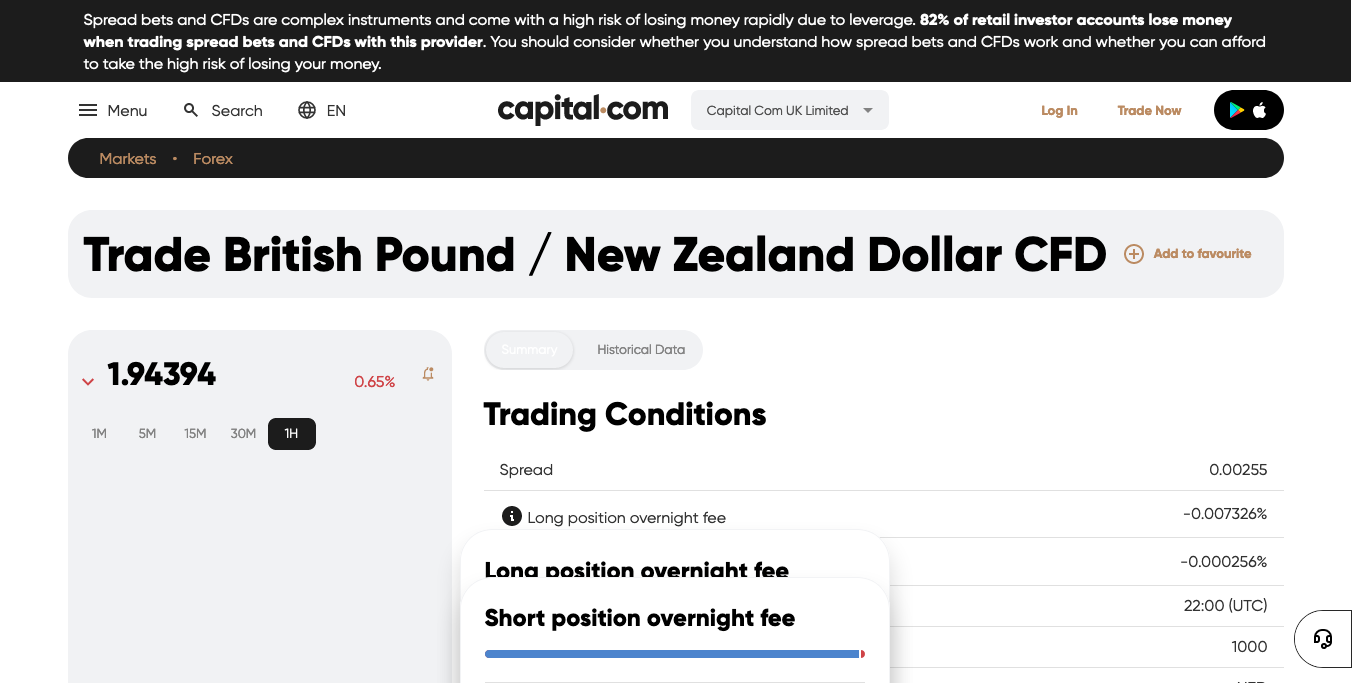 Spread bets and CFDs are complex instruments and come with a high risk of losing money rapidly due to leverage. 82% of retail investor accounts lose money
when trading spread bets and CFDs with this provider. You should consider whether you understand how spread bets and CFDs work and whether you can afford
to take the high risk of losing your money.
Menu Search EN capital.com Capital Com UK Limited Log In Trade Now
Markets • Forex
Trade British Pound / New Zealand Dollar CFD Add to favourite
1.94394 0.65%
1M 5M 15M 30M 1H
Summary Historical Data
Trading Conditions
Spread 0.00255
Long position overnight fee -0.007326%
Long position overnight fee
-0.000256%
22:00 (UTC)
Short position overnight fee
1000